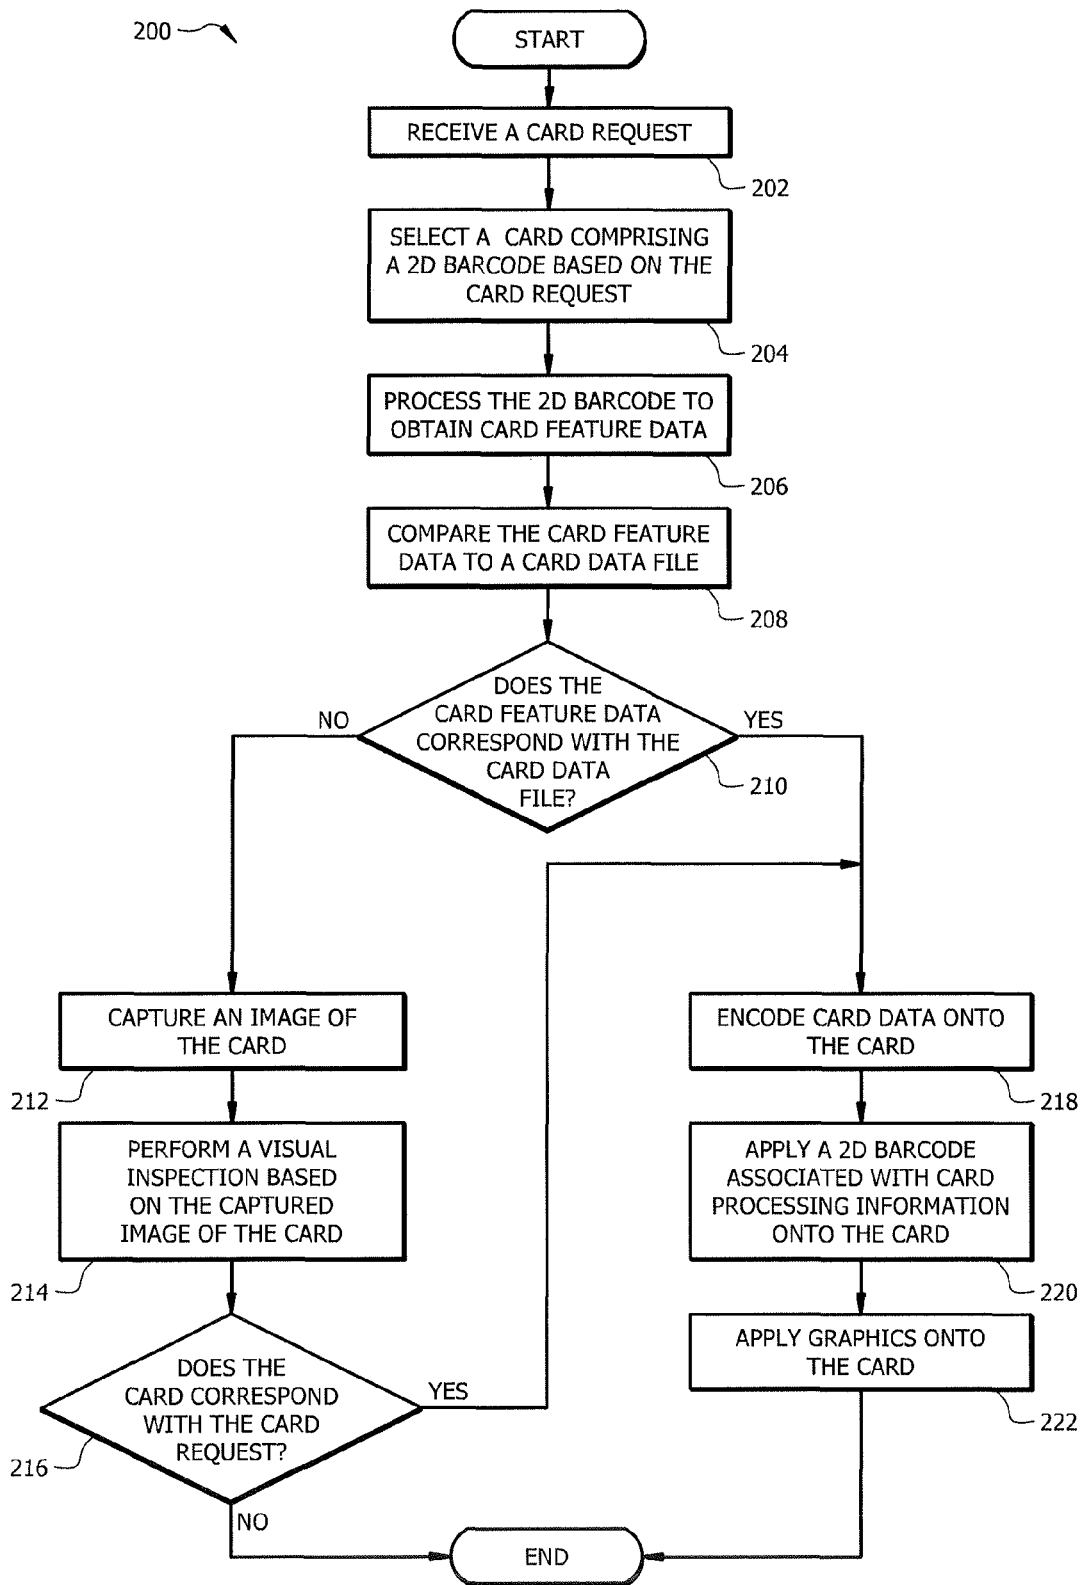 200
START
RECEIVE A CARD REQUEST
202
SELECT A CARD COMPRISING
A 2D BARCODE BASED ON THE
CARD REQUEST
204
PROCESS THE 2D BARCODE TO
OBTAIN CARD FEATURE DATA
206
COMPARE THE CARD FEATURE
DATA TO A CARD DATA FILE
208
DOES THE
CARD FEATURE DATA
CORRESPOND WITH THE
CARD DATA
FILE?
NO
YES
210
CAPTURE AN IMAGE OF
THE CARD
212
PERFORM A VISUAL
INSPECTION BASED
ON THE CAPTURED
IMAGE OF THE CARD
214
DOES THE
CARD CORRESPOND
WITH THE CARD
REQUEST?
YES
216
NO
ENCODE CARD DATA ONTO
THE CARD
218
APPLY A 2D BARCODE
ASSOCIATED WITH CARD
PROCESSING INFORMATION
ONTO THE CARD
220
APPLY GRAPHICS ONTO
THE CARD
222
END